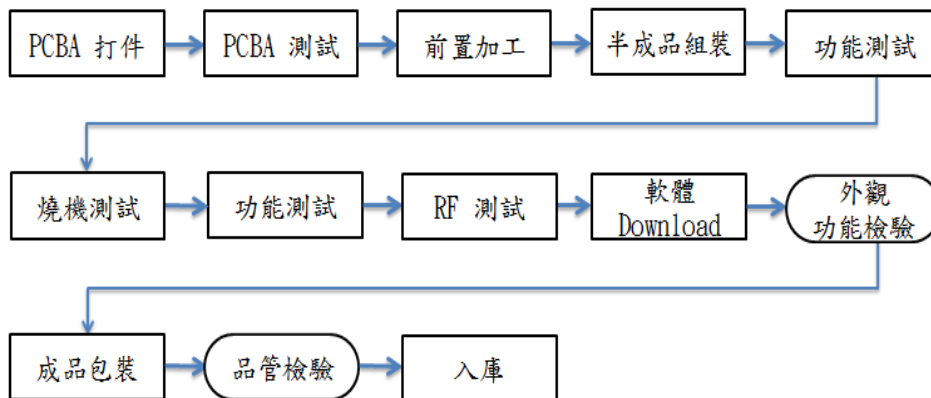 PCBA 打件
PCBA 測試
前置加工
半成品組裝
功能測試
燒機測試
功能測試
RF 測試
軟體
Download
外觀
功能檢驗
成品包裝
品管檢驗
入庫